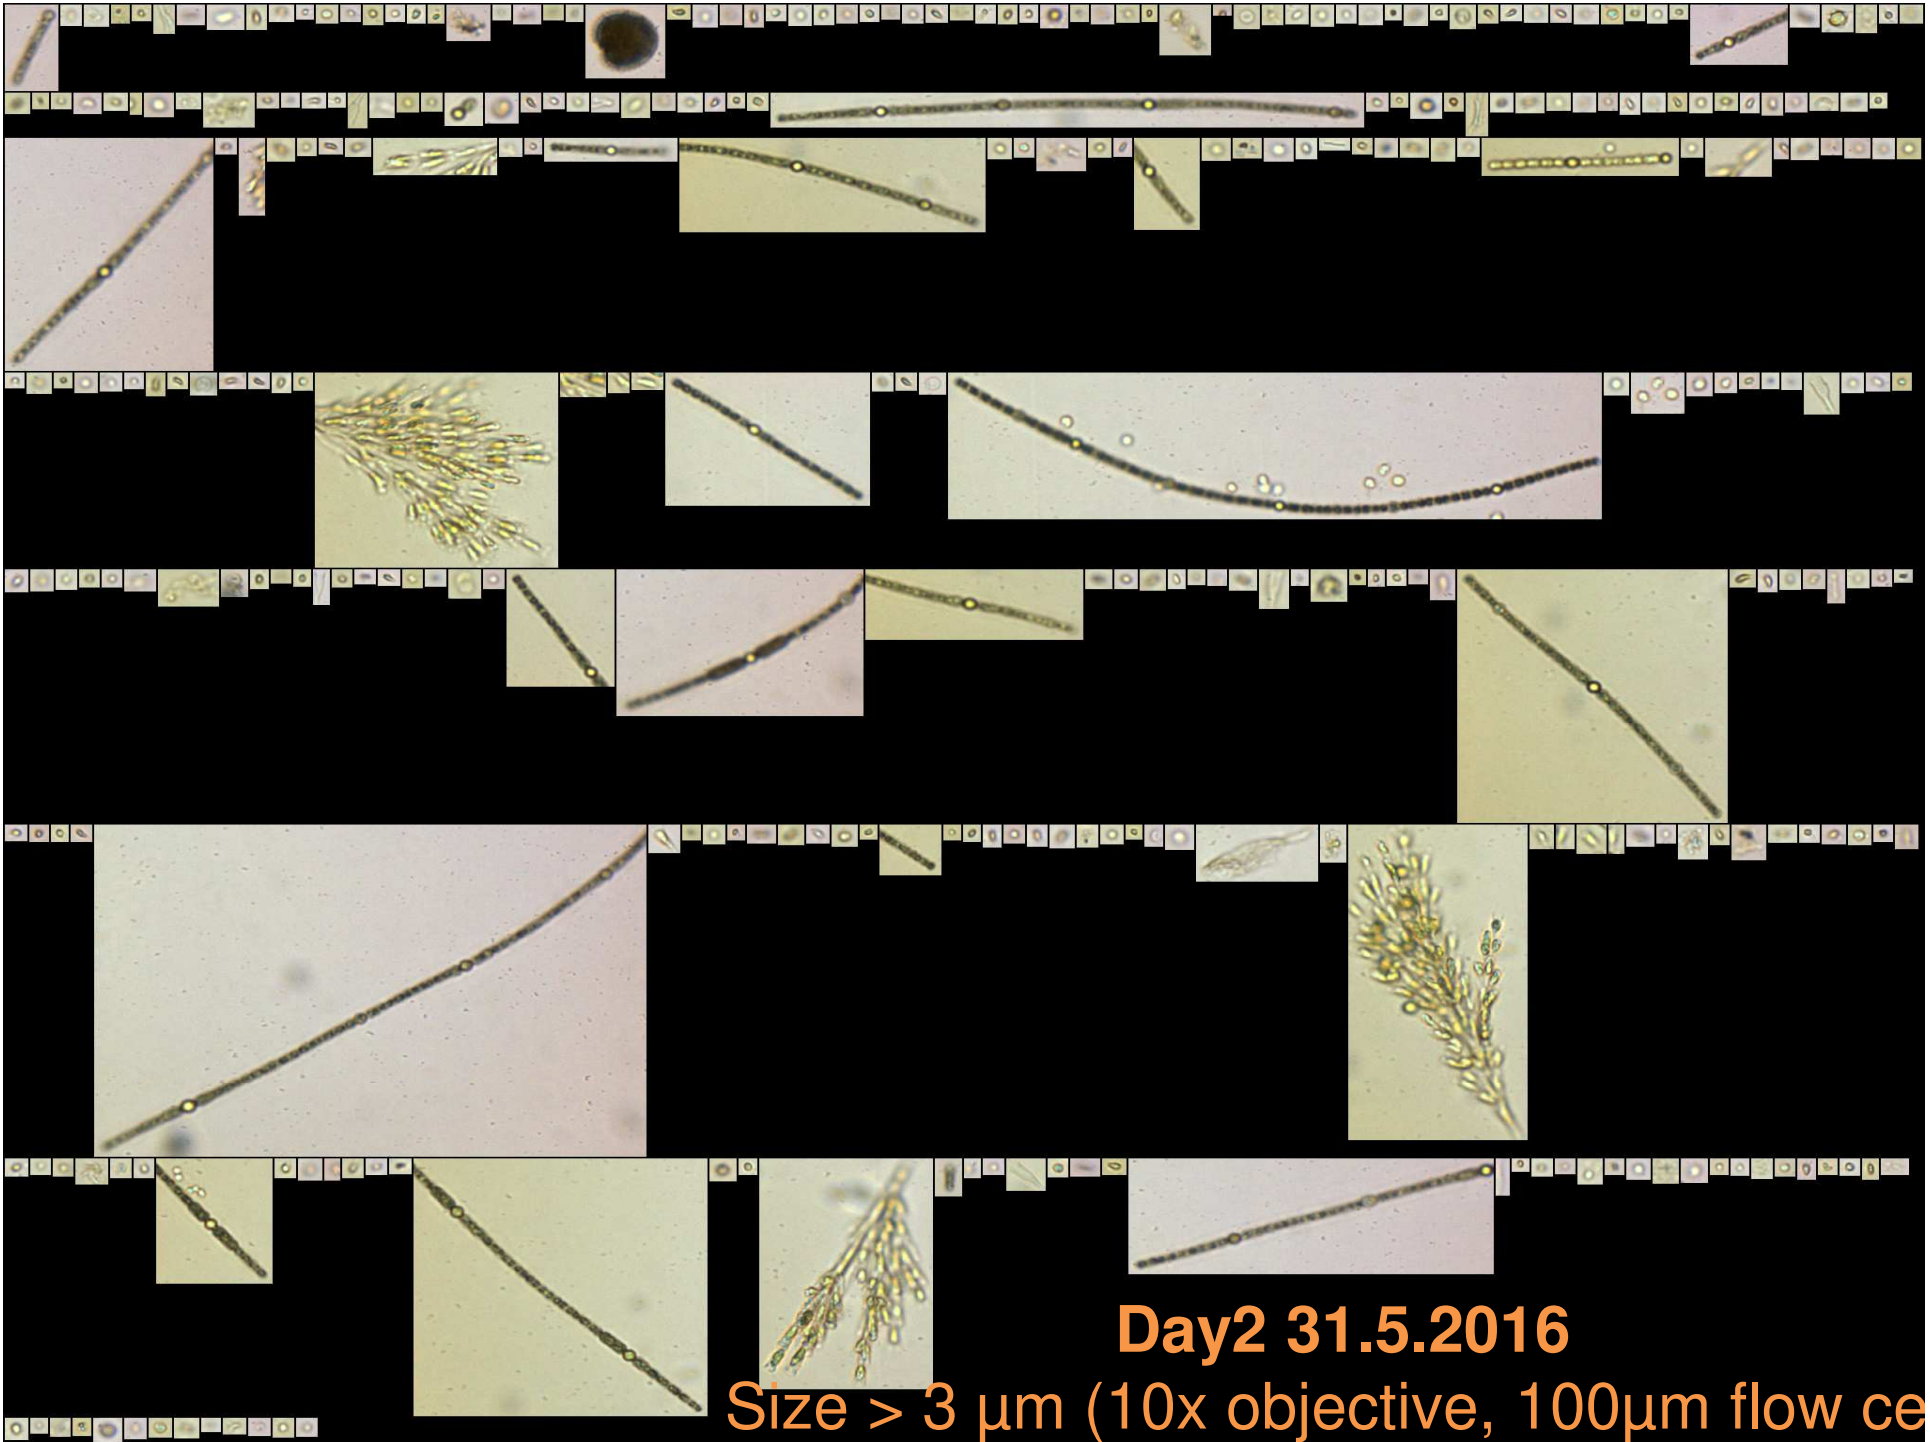 Day2 31.5.2016
Size > 3 µm (10x objective, 100µm flow ce